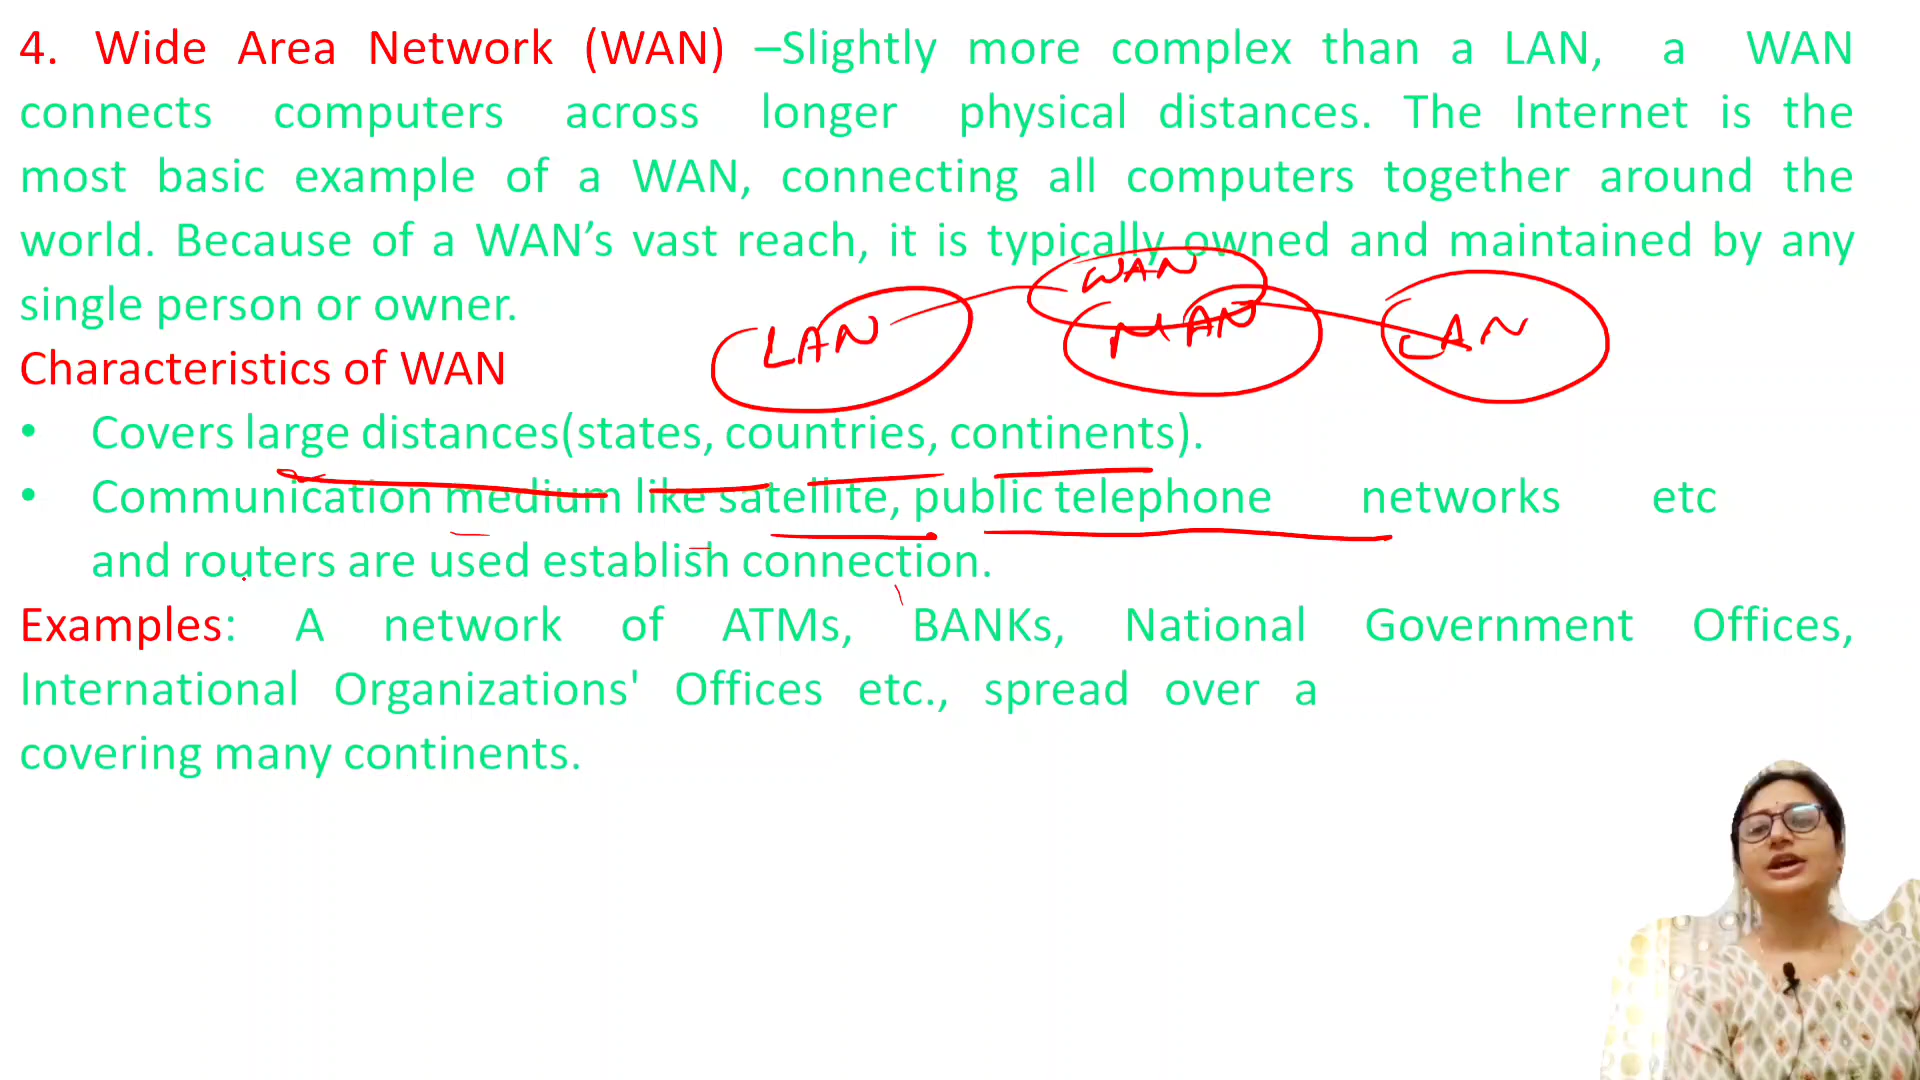 4. Wide Area Network (WAN) –Slightly more complex than a LAN, a WAN
connects computers across longer physical distances. The Internet is the
most basic example of a WAN, connecting all computers together around the
world. Because of a WAN’s vast reach, it is typically owned and maintained by any
single person or owner.
WAN
LAN MAN LAN
Characteristics of WAN
• Covers large distances(states, countries, continents).
• Communication medium like satellite, public telephone networks etc
and routers are used establish connection.
Examples: A network of ATMs, BANKs, National Government Offices,
International Organizations' Offices etc., spread over a
covering many continents.